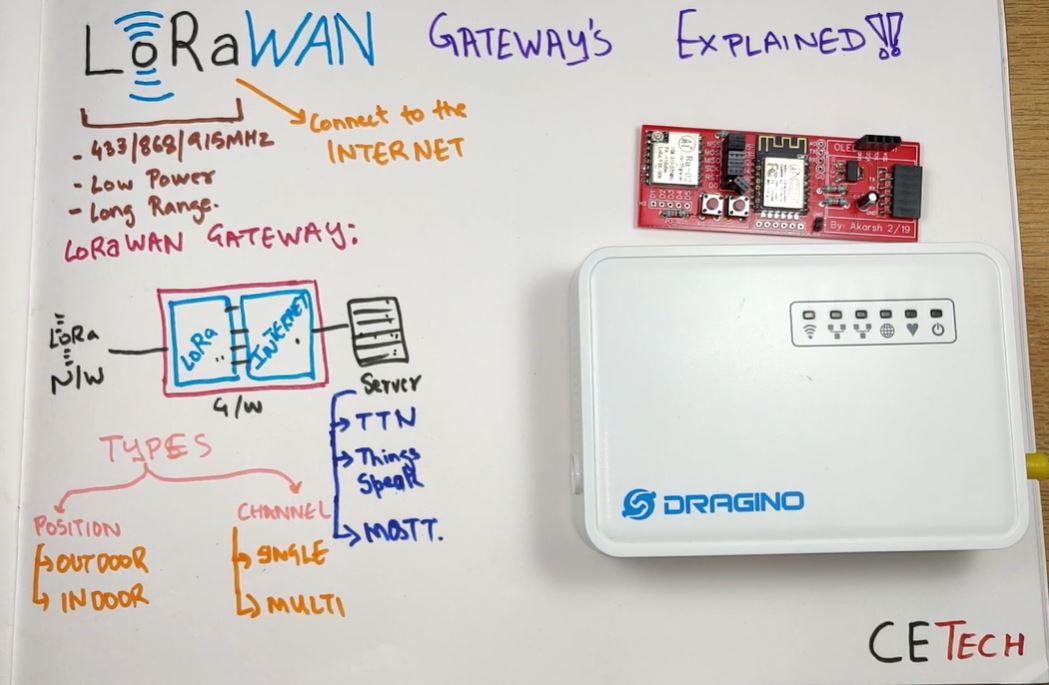 LoRaWAN GATEWAY'S EXPLAINED!!
- 433/868/915MHz
- Low Power
- Long Range.
Connect to the
INTERNET
LoRaWAN GATEWAY:
LoRa
N/W
LORA
INTERNET
G/W
Server
TTN
Things
Speak
MQTT.
TYPES
POSITION
OUTDOOR
INDOOR
CHANNEL
SINGLE
MULTI
Ra-02
OLED
By: Akarsh 2/19
DRAGINO
CETECH